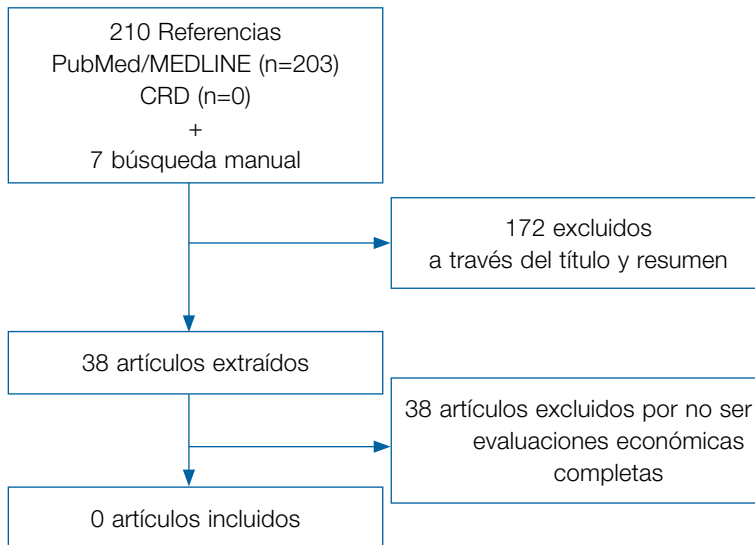 210 Referencias
PubMed/MEDLINE (n=203)
CRD (n=0)
+
7 búsqueda manual
172 excluidos
a través del título y resumen
38 artículos extraídos
38 artículos excluidos por no ser
evaluaciones económicas
completas
0 artículos incluidos